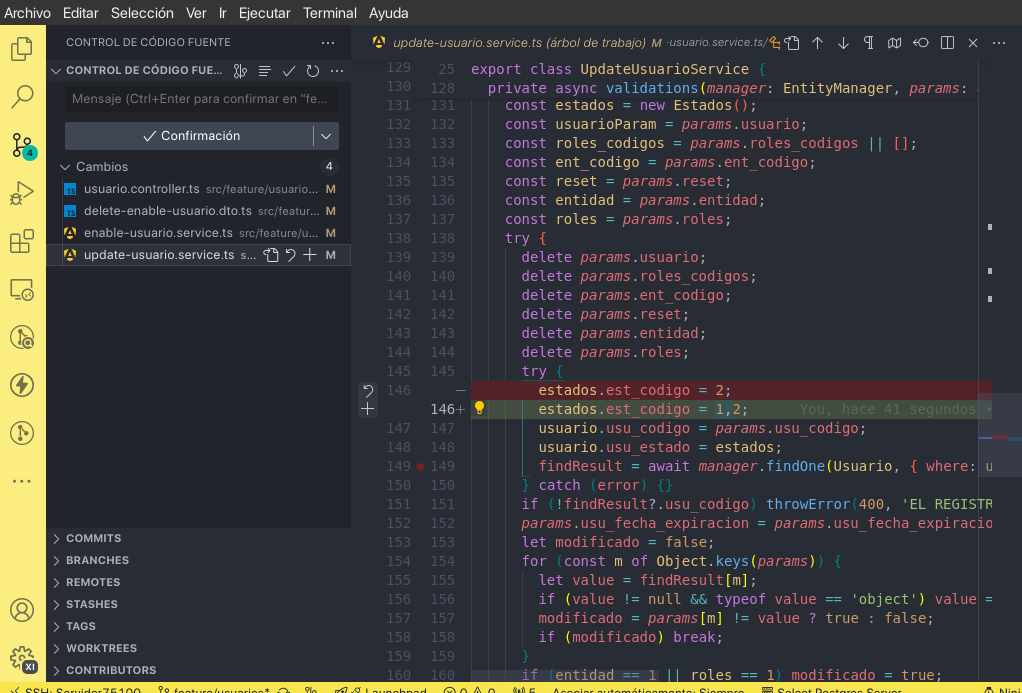 Archivo Editar Selección Ver Ir Ejecutar Terminal Ayuda
CONTROL DE CÓDIGO FUENTE ···
update-usuario.service.ts (árbol de trabajo) M ·usuario.service.ts/
CONTROL DE CÓDIGO FUE...
Mensaje (Ctrl+Enter para confirmar en "fe...
Confirmación
Cambios 4
4
TS usuario.controller.ts src/feature/usuario... M
TS delete-enable-usuario.dto.ts src/featur... M
enable-usuario.service.ts src/feature/u... M
update-usuario.service.ts s... M
COMMITS
BRANCHES
REMOTES
STASHES
TAGS
WORKTREES
CONTRIBUTORS
XI
129 25 export class UpdateUsuarioService {
130 128 private async validations(manager: EntityManager, params:
131 131 const estados = new Estados();
132 132 const usuarioParam = params.usuario;
133 133 const roles_codigos = params.roles_codigos || [];
134 134 const ent_codigo = params.ent_codigo;
135 135 const reset = params.reset;
136 136 const entidad = params.entidad;
137 137 const roles = params.roles;
138 138 try {
139 139 delete params.usuario;
140 140 delete params.roles_codigos;
141 141 delete params.ent_codigo;
142 142 delete params.reset;
143 143 delete params.entidad;
144 144 delete params.roles;
145 145 try {
146 — estados.est_codigo = 2;
146+ estados.est_codigo = 1,2; You, hace 41 segundos •
147 147 usuario.usu_codigo = params.usu_codigo;
148 148 usuario.usu_estado = estados;
149 149 findResult = await manager.findOne(Usuario, { where: u
150 150 } catch (error) {}
151 151 if (!findResult?.usu_codigo) throwError(400, 'EL REGISTR
152 152 params.usu_fecha_expiracion = params.usu_fecha_expiracio
153 153 let modificado = false;
154 154 for (const m of Object.keys(params)) {
155 155 let value = findResult[m];
156 156 if (value != null && typeof value == 'object') value =
157 157 modificado = params[m] != value ? true : false;
158 158 if (modificado) break;
159 159 }
160 160 if (entidad == 1 || roles == 1) modificado = true;
SSH: Servidor75100 feature/usuarios* Launchpad 0 0 5 Asociar automáticamente: Siempre Select Postgres Server